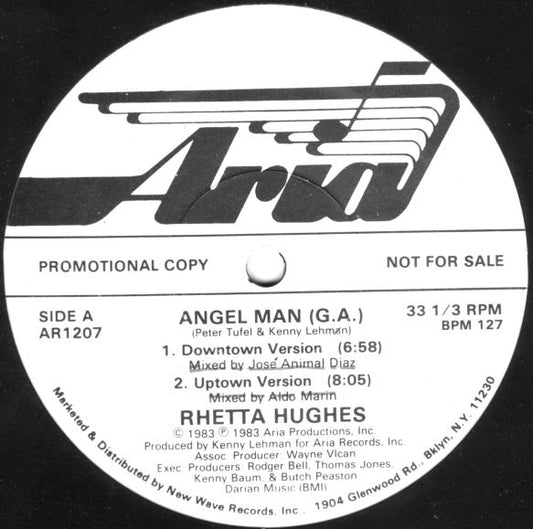 Aria
PROMOTIONAL COPY
NOT FOR SALE
SIDE A
AR1207
ANGEL MAN (G.A.)
(Peter Tufel & Kenny Lehman)
33 1/3 RPM
BPM 127
1. Downtown Version (6:58)
Mixed by José Animal Diaz
2. Uptown Version (8:05)
Mixed by Aldo Marin
RHETTA HUGHES
© 1983 ℗ 1983 Aria Productions, Inc.
Produced by Kenny Lehman for Aria Records, Inc.
Assoc. Producer: Wayne Vican
Exec. Producers: Rodger Bell, Thomas Jones,
Kenny Baum, & Butch Peaston
Darian Music (BMI)
Marketed & Distributed by New Wave Records, Inc. 1904 Glenwood Rd., Bklyn, N.Y. 11230